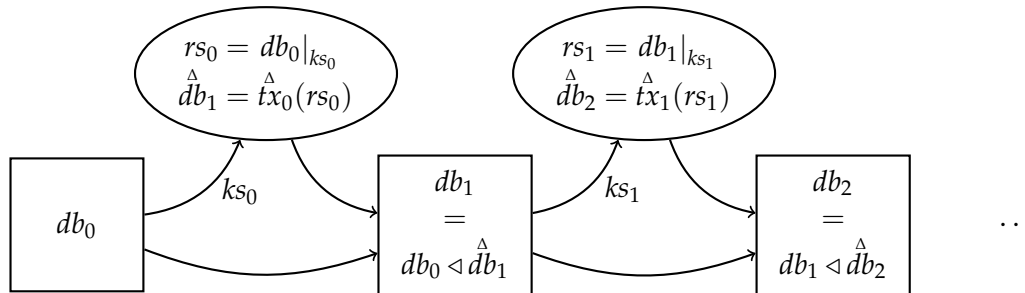 rs₀ = db₀|ks₀
d̂b₁ = t̂x₀(rs₀)
rs₁ = db₁|ks₁
d̂b₂ = t̂x₁(rs₁)
db₀
ks₀
db₁
=
db₀ ◁ d̂b₁
ks₁
db₂
=
db₁ ◁ d̂b₂
..